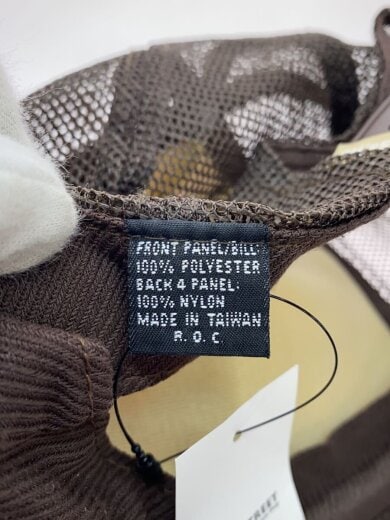 FRONT PANEL/BILL:
100% POLYESTER
BACK 4 PANEL:
100% NYLON
MADE IN TAIWAN
R. O. C.